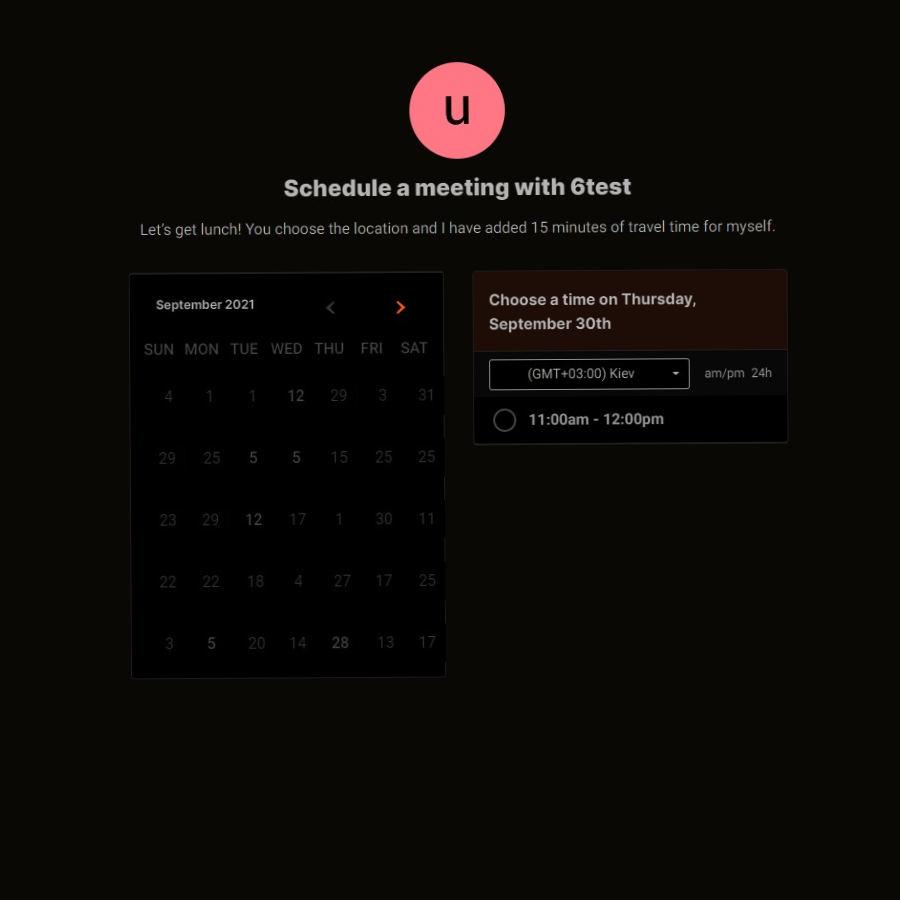 u
Schedule a meeting with 6test
Let's get lunch! You choose the location and I have added 15 minutes of travel time for myself.
September 2021
SUN MON TUE WED THU FRI SAT
4 1 1 12 29 3 31
29 25 5 5 15 25 25
23 29 12 17 1 30 11
22 22 18 4 27 17 25
3 5 20 14 28 13 17
Choose a time on Thursday,
September 30th
(GMT+03:00) Kiev
am/pm 24h
11:00am - 12:00pm